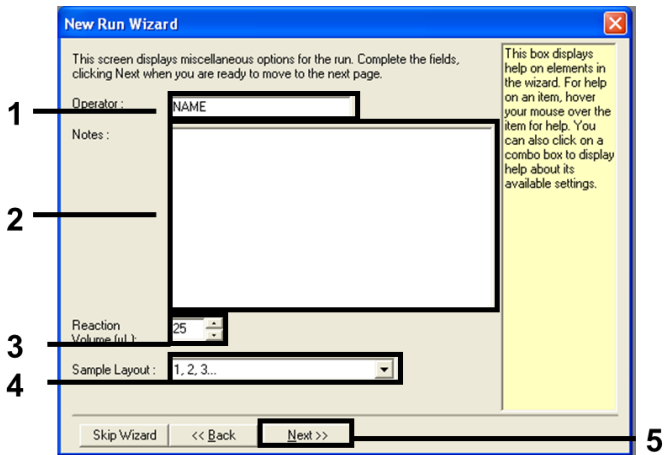 New Run Wizard
This screen displays miscellaneous options for the run. Complete the fields,
clicking Next when you are ready to move to the next page.
This box displays
help on elements in
the wizard. For help
on an item, hover
your mouse over the
item for help. You
can also click on a
combo box to display
help about its
available settings.
1
Operator :
NAME
Notes :
2
Reaction
Volume (µL):
25
3
Sample Layout :
1, 2, 3...
4
Skip Wizard
<< Back
Next >>
5